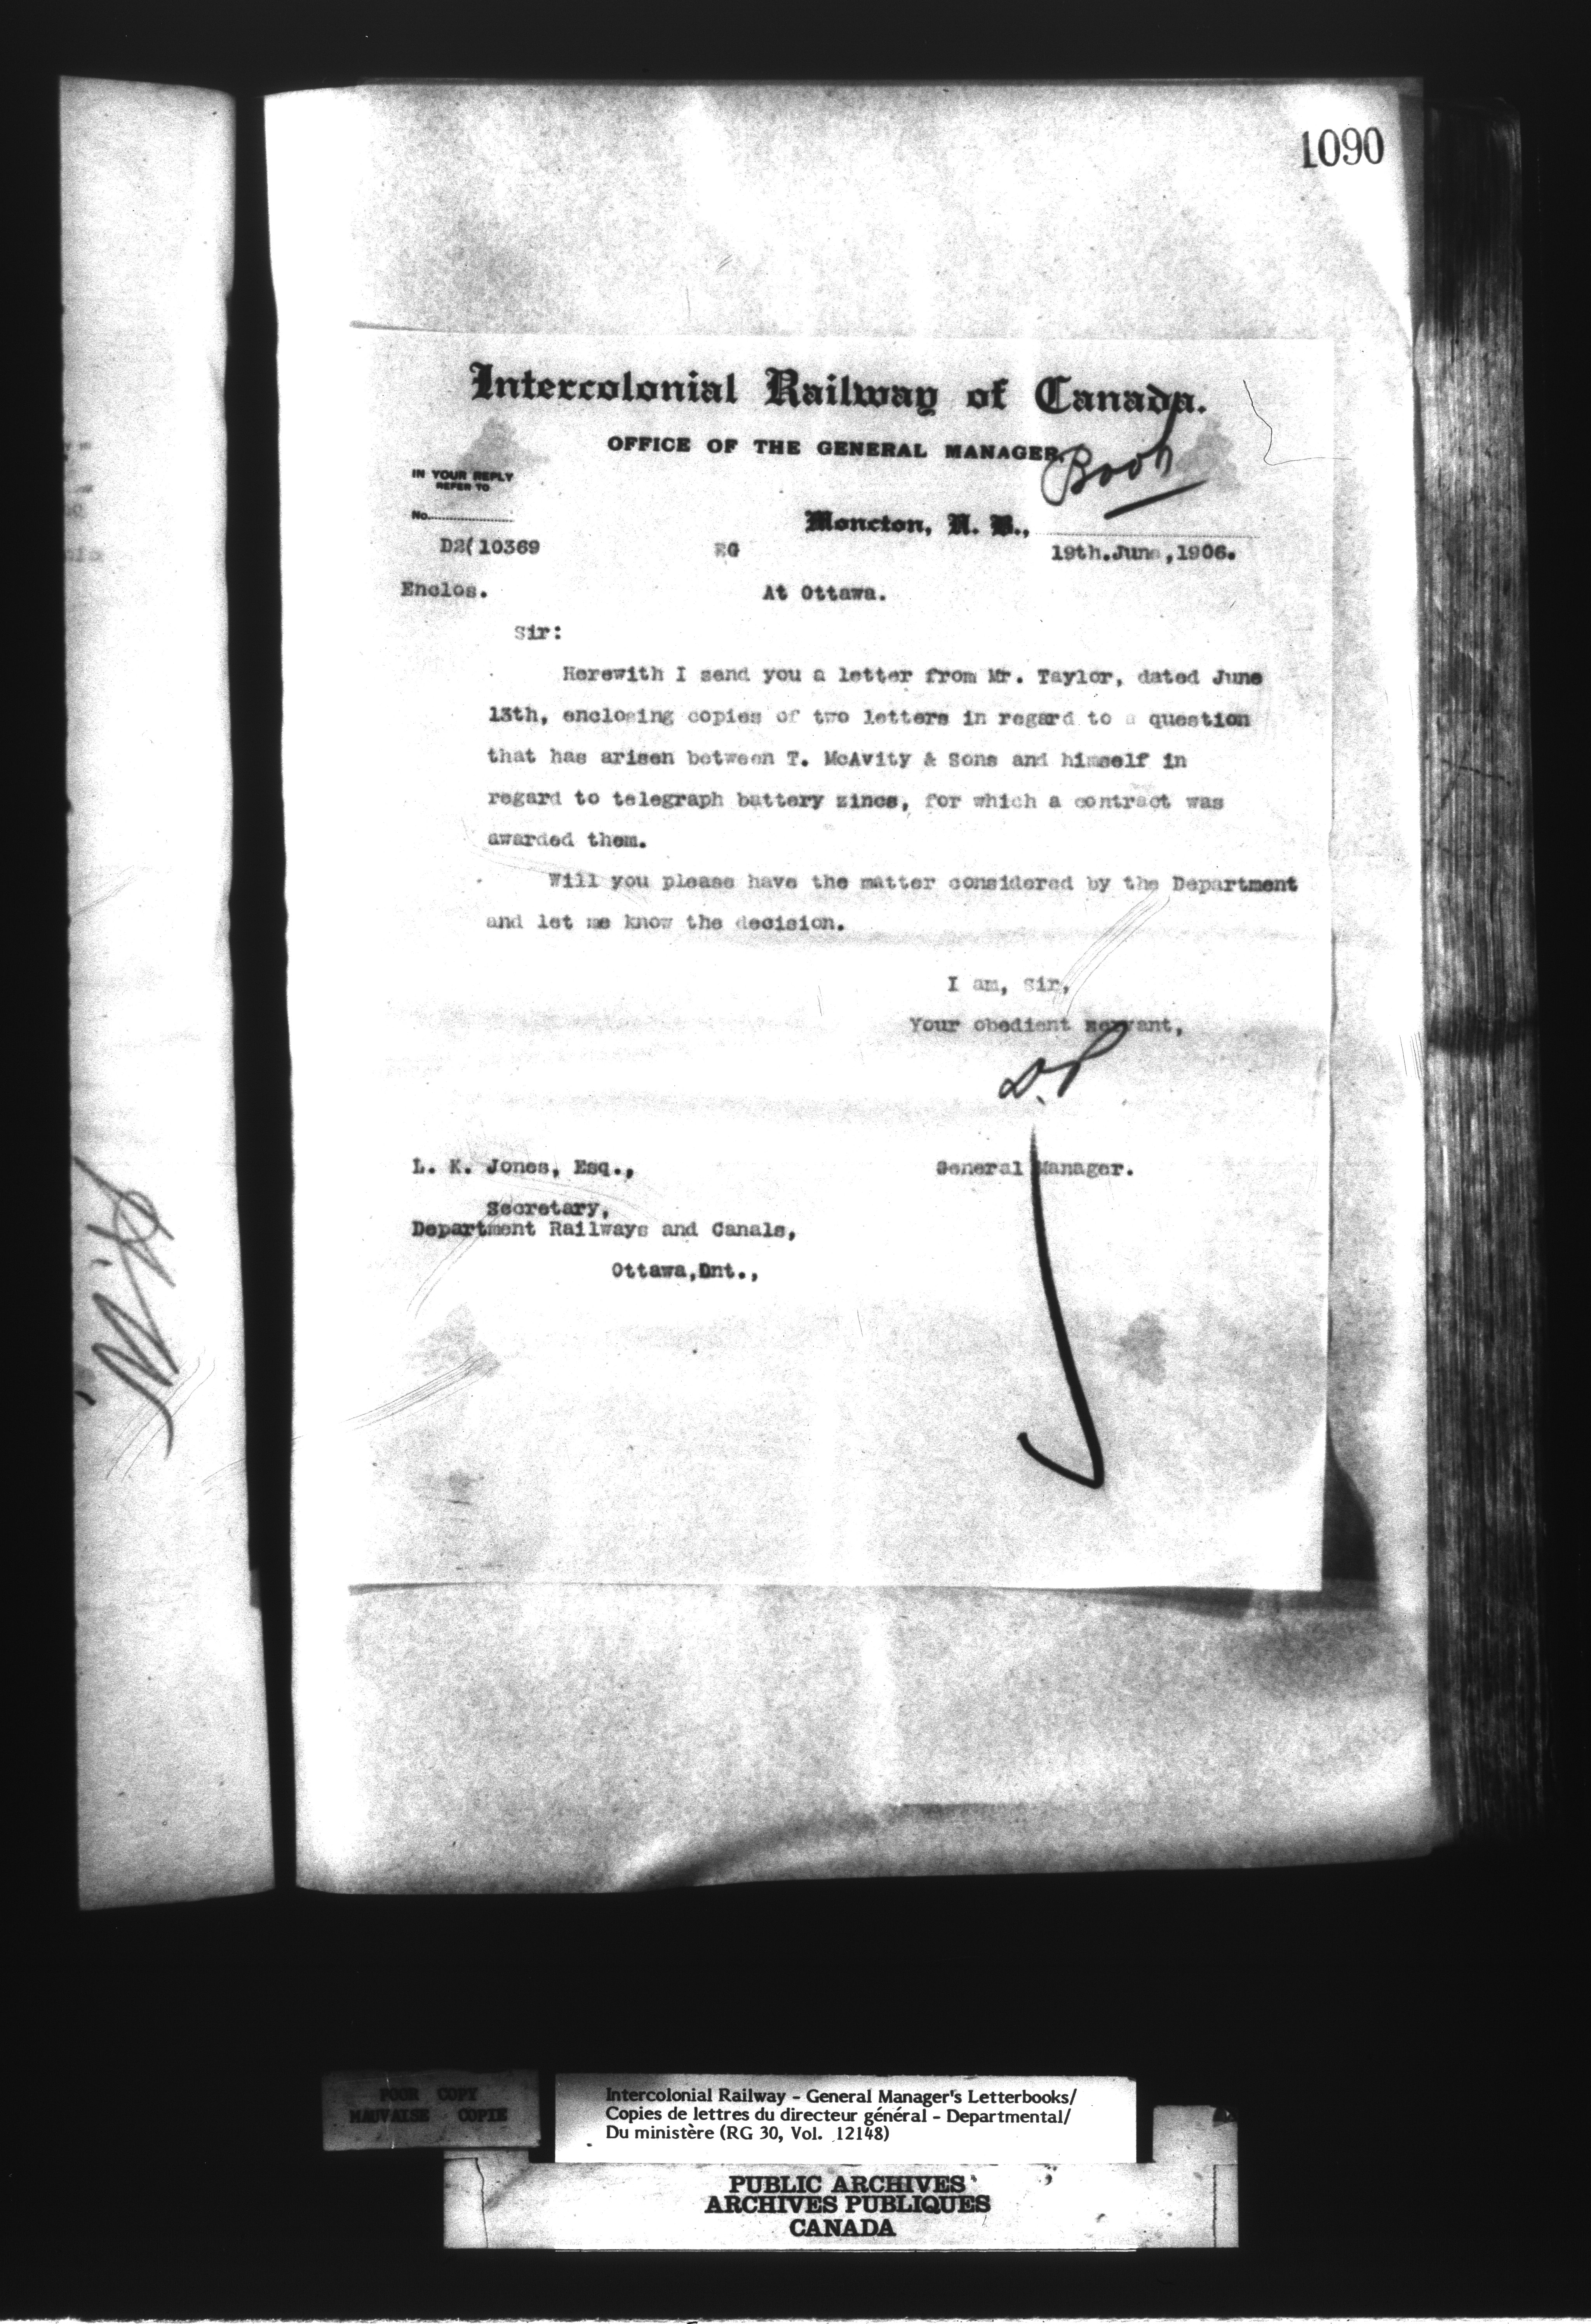 1090
Intercolonial Railway of Canada.
OFFICE OF THE GENERAL MANAGER.
Book
IN YOUR REPLY
REFER TO
No.
Moncton, N. B.,
D2(10369 EG 19th.June,1906.
Enclos. At Ottawa.
Sir:
Herewith I send you a letter from Mr. Taylor, dated June
13th, enclosing copies of two letters in regard to a question
that has arisen between T. McAvity & Sons and himself in
regard to telegraph battery zincs, for which a contract was
awarded them.
Will you please have the matter considered by the Department
and let me know the decision.
I am, Sir,
Your obedient servant,
D.P
L. K. Jones, Esq., General Manager.
Secretary,
Department Railways and Canals,
Ottawa,Ont.,
POOR COPY
MAUVAISE COPIE
Intercolonial Railway - General Manager's Letterbooks/
Copies de lettres du directeur général - Departmental/
Du ministère (RG 30, Vol. 12148)
PUBLIC ARCHIVES
ARCHIVES PUBLIQUES
CANADA